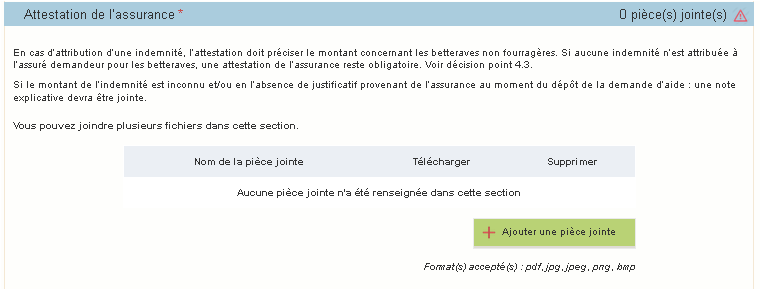 Attestation de l'assurance * 0 pièce(s) jointe(s)
En cas d'attribution d'une indemnité, l'attestation doit préciser le montant concernant les betteraves non fourragères. Si aucune indemnité n'est attribuée à
l'assuré demandeur pour les betteraves, une attestation de l'assurance reste obligatoire. Voir décision point 4.3.
Si le montant de l'indemnité est inconnu et/ou en l'absence de justificatif provenant de l'assurance au moment du dépôt de la demande d'aide : une note
explicative devra être jointe.
Vous pouvez joindre plusieurs fichiers dans cette section.
Nom de la pièce jointe Télécharger Supprimer
Aucune pièce jointe n'a été renseignée dans cette section
+ Ajouter une pièce jointe
Format(s) accepté(s) : pdf, jpg, jpeg, png, bmp